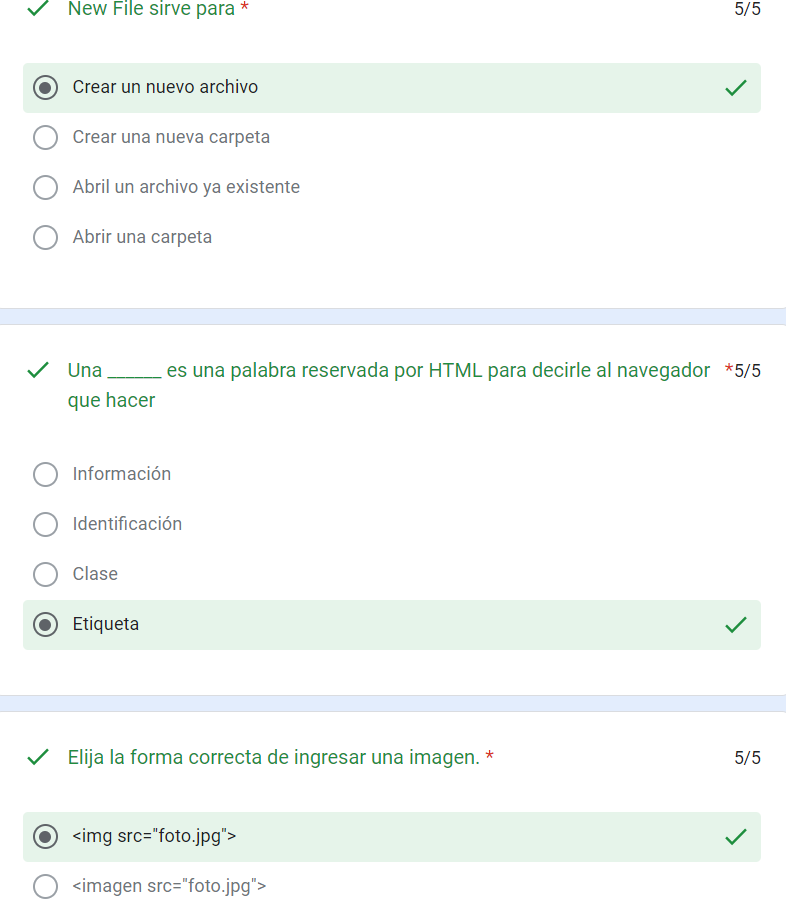 New File sirve para * 5/5
Crear un nuevo archivo
Crear una nueva carpeta
Abril un archivo ya existente
Abrir una carpeta
Una ______ es una palabra reservada por HTML para decirle al navegador *5/5
que hacer
Información
Identificación
Clase
Etiqueta
Elija la forma correcta de ingresar una imagen. * 5/5
<img src="foto.jpg">
<imagen src="foto.jpg">